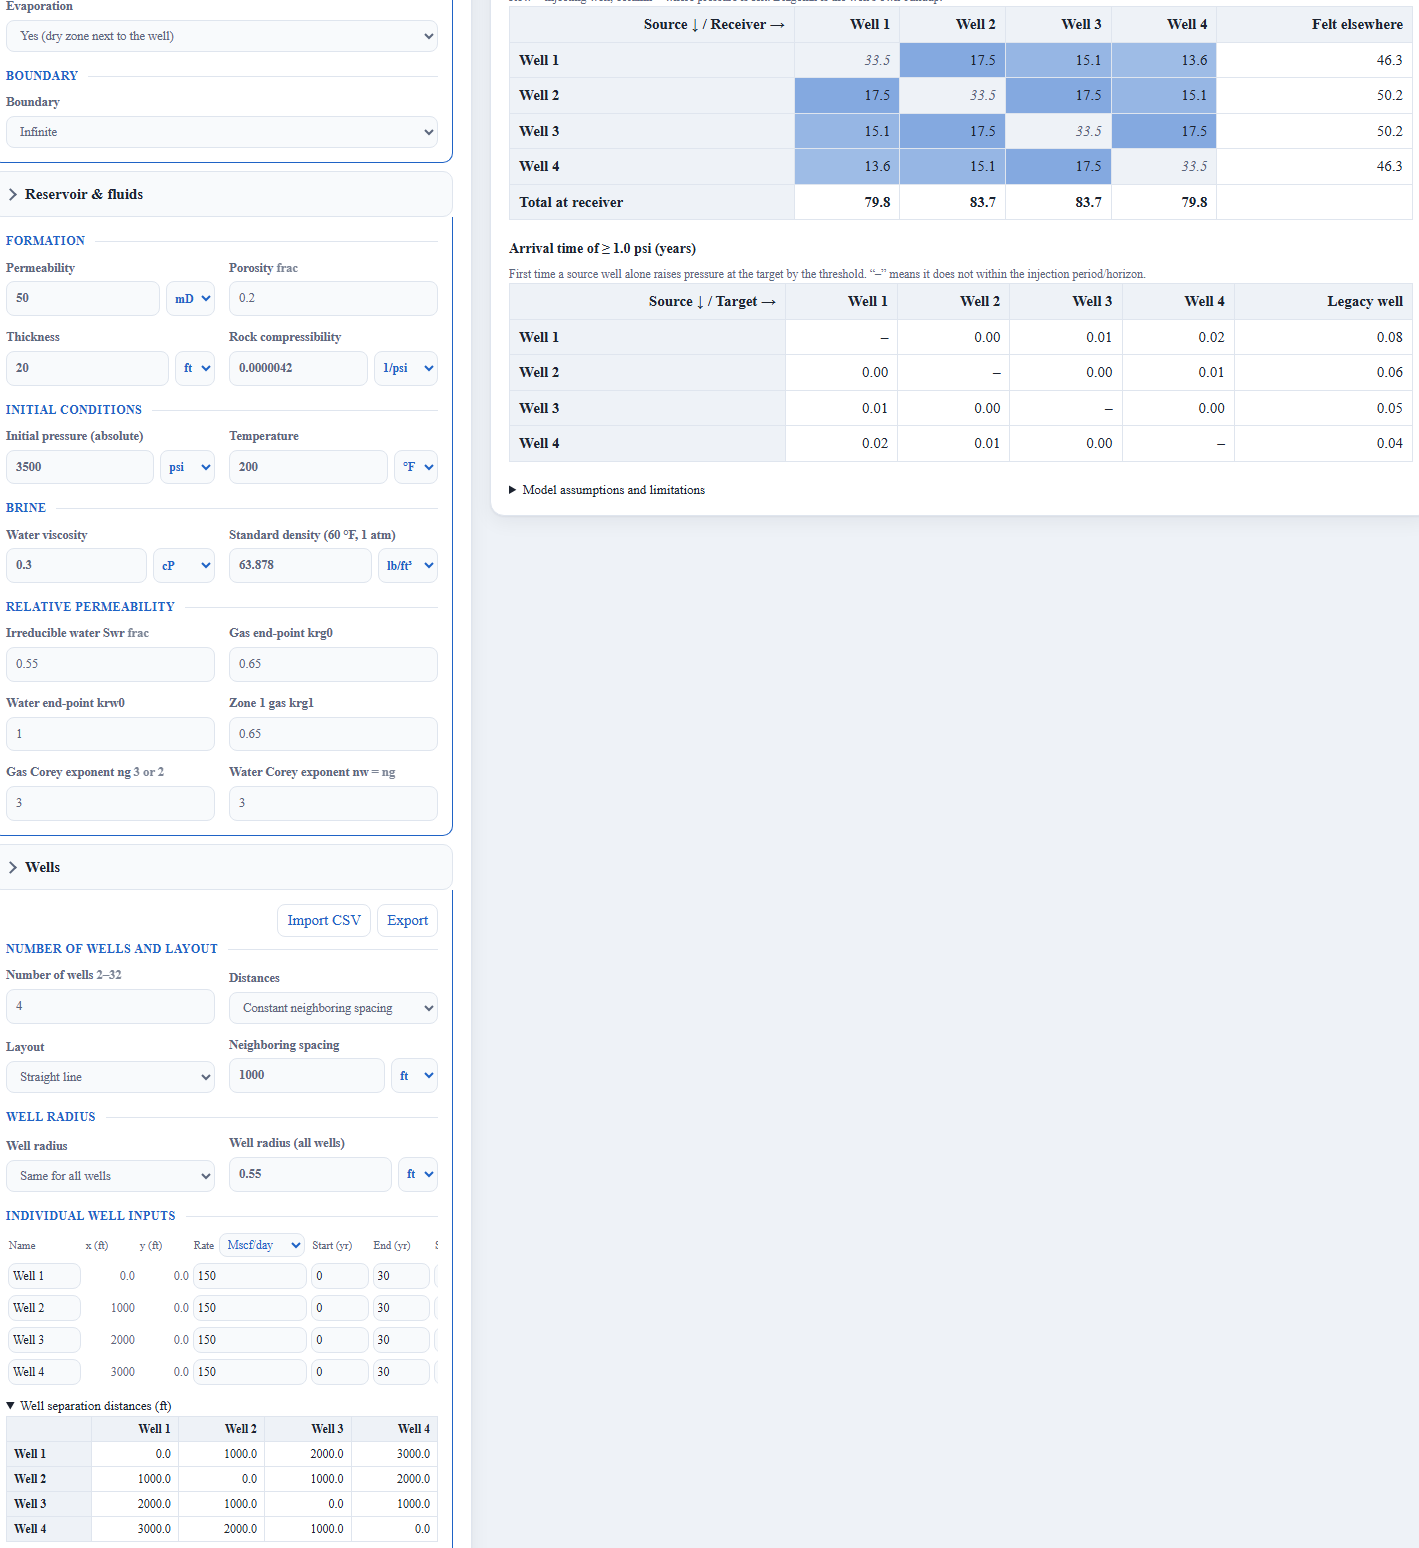 Evaporation
Yes (dry zone next to the well)
BOUNDARY
Boundary
Infinite
Reservoir & fluids
FORMATION
Permeability Porosity frac
50 mD 0.2
Thickness Rock compressibility
20 ft 0.0000042 1/psi
INITIAL CONDITIONS
Initial pressure (absolute) Temperature
3500 psi 200 °F
BRINE
Water viscosity Standard density (60 °F, 1 atm)
0.3 cP 63.878 lb/ft³
RELATIVE PERMEABILITY
Irreducible water Swr frac Gas end-point krg0
0.55 0.65
Water end-point krw0 Zone 1 gas krg1
1 0.65
Gas Corey exponent ng 3 or 2 Water Corey exponent nw = ng
3 3
Wells
Import CSV Export
NUMBER OF WELLS AND LAYOUT
Number of wells 2–32 Distances
4 Constant neighboring spacing
Layout Neighboring spacing
Straight line 1000 ft
WELL RADIUS
Well radius Well radius (all wells)
Same for all wells 0.55 ft
INDIVIDUAL WELL INPUTS
Name x (ft) y (ft) Rate Mscf/day Start (yr) End (yr)
Well 1 0.0 0.0 150 0 30
Well 2 1000 0.0 150 0 30
Well 3 2000 0.0 150 0 30
Well 4 3000 0.0 150 0 30
▼ Well separation distances (ft)
Well 1 Well 2 Well 3 Well 4
Well 1 0.0 1000.0 2000.0 3000.0
Well 2 1000.0 0.0 1000.0 2000.0
Well 3 2000.0 1000.0 0.0 1000.0
Well 4 3000.0 2000.0 1000.0 0.0
Source ↓ / Receiver → Well 1 Well 2 Well 3 Well 4 Felt elsewhere
Well 1 33.5 17.5 15.1 13.6 46.3
Well 2 17.5 33.5 17.5 15.1 50.2
Well 3 15.1 17.5 33.5 17.5 50.2
Well 4 13.6 15.1 17.5 33.5 46.3
Total at receiver 79.8 83.7 83.7 79.8
Arrival time of ≥ 1.0 psi (years)
First time a source well alone raises pressure at the target by the threshold. “–” means it does not within the injection period/horizon.
Source ↓ / Target → Well 1 Well 2 Well 3 Well 4 Legacy well
Well 1 – 0.00 0.01 0.02 0.08
Well 2 0.00 – 0.00 0.01 0.06
Well 3 0.01 0.00 – 0.00 0.05
Well 4 0.02 0.01 0.00 – 0.04
▶ Model assumptions and limitations